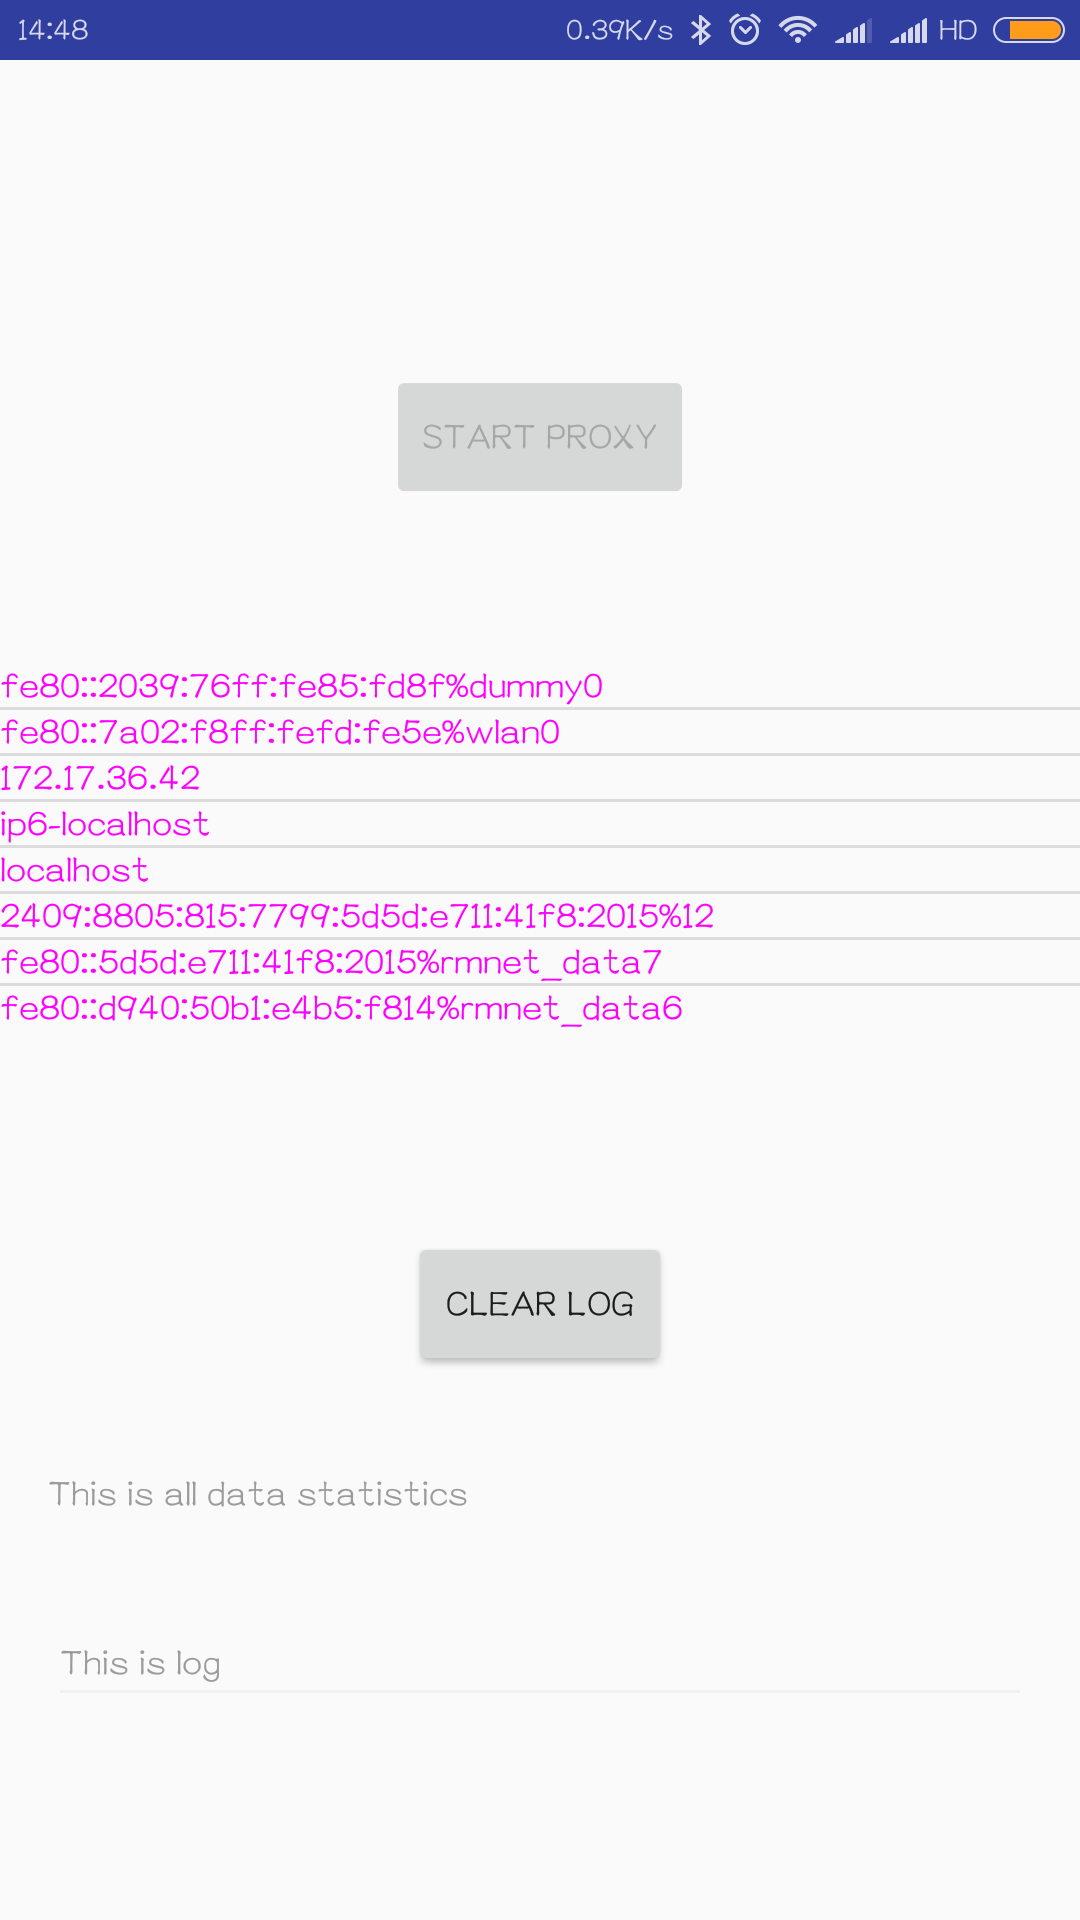 14:48 0.39K/s HD
START PROXY
fe80::2039:76ff:fe85:fd8f%dummy0
fe80::7a02:f8ff:fefd:fe5e%wlan0
172.17.36.42
ip6-localhost
localhost
2409:8805:815:7799:5d5d:e711:41f8:2015%12
fe80::5d5d:e711:41f8:2015%rmnet_data7
fe80::d940:50b1:e4b5:f814%rmnet_data6
CLEAR LOG
This is all data statistics
This is log